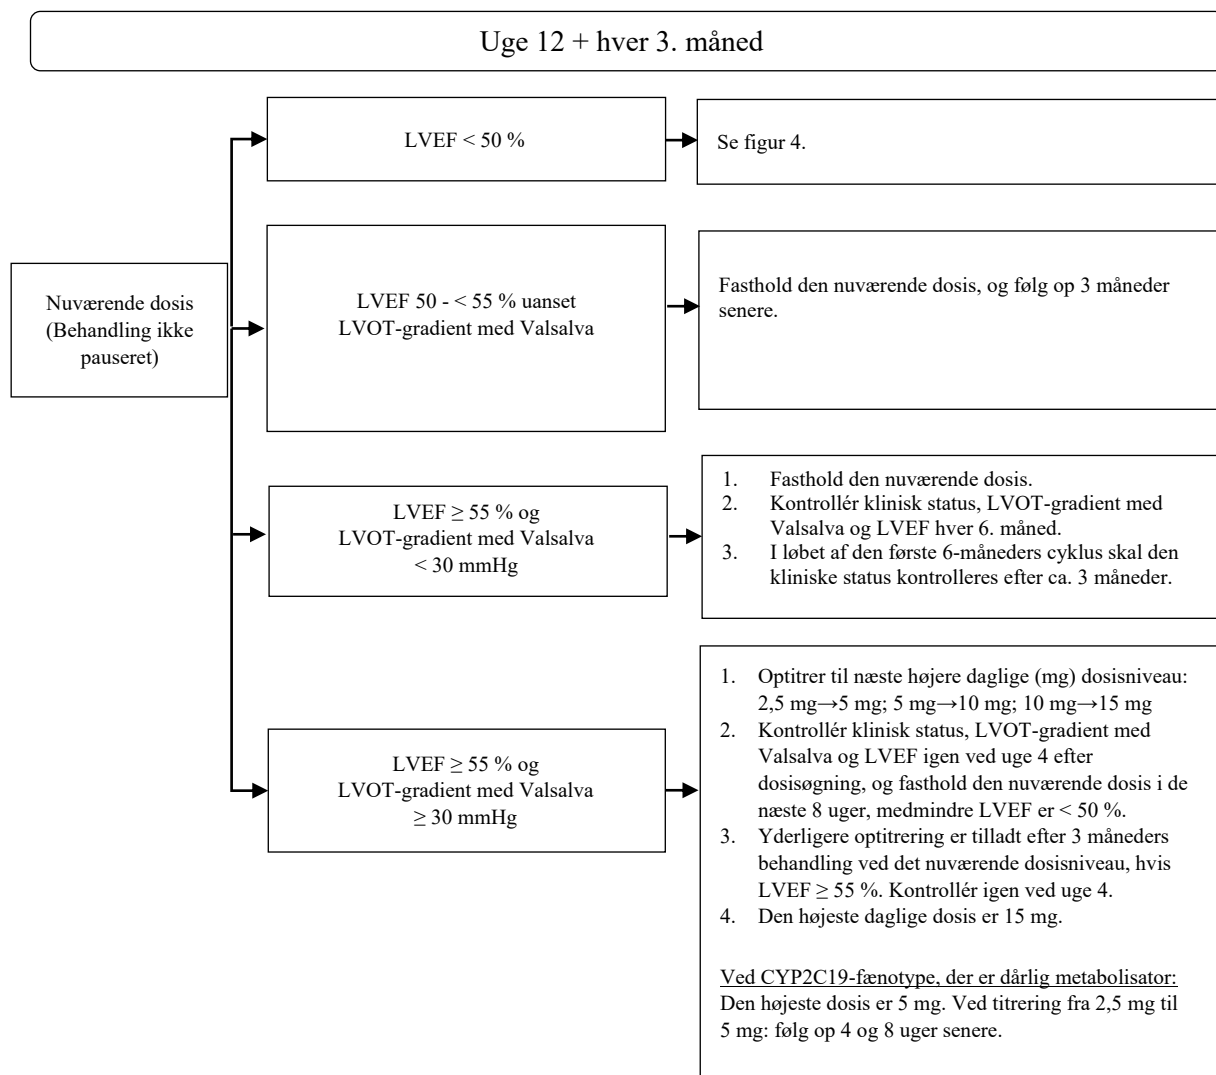 Uge 12 + hver 3. måned
LVEF < 50 %
Se figur 4.
Nuværende dosis
(Behandling ikke
pauseret)
LVEF 50 - < 55 % uanset
LVOT-gradient med Valsalva
Fasthold den nuværende dosis, og følg op 3 måneder
senere.
LVEF ≥ 55 % og
LVOT-gradient med Valsalva
< 30 mmHg
1. Fasthold den nuværende dosis.
2. Kontrollér klinisk status, LVOT-gradient med
Valsalva og LVEF hver 6. måned.
3. I løbet af den første 6-måneders cyklus skal den
kliniske status kontrolleres efter ca. 3 måneder.
LVEF ≥ 55 % og
LVOT-gradient med Valsalva
≥ 30 mmHg
1. Optitrer til næste højere daglige (mg) dosisniveau:
2,5 mg→5 mg; 5 mg→10 mg; 10 mg→15 mg
2. Kontrollér klinisk status, LVOT-gradient med
Valsalva og LVEF igen ved uge 4 efter
dosisøgning, og fasthold den nuværende dosis i de
næste 8 uger, medmindre LVEF er < 50 %.
3. Yderligere optitrering er tilladt efter 3 måneders
behandling ved det nuværende dosisniveau, hvis
LVEF ≥ 55 %. Kontrollér igen ved uge 4.
4. Den højeste daglige dosis er 15 mg.
Ved CYP2C19-fænotype, der er dårlig metabolisator:
Den højeste dosis er 5 mg. Ved titrering fra 2,5 mg til
5 mg: følg op 4 og 8 uger senere.